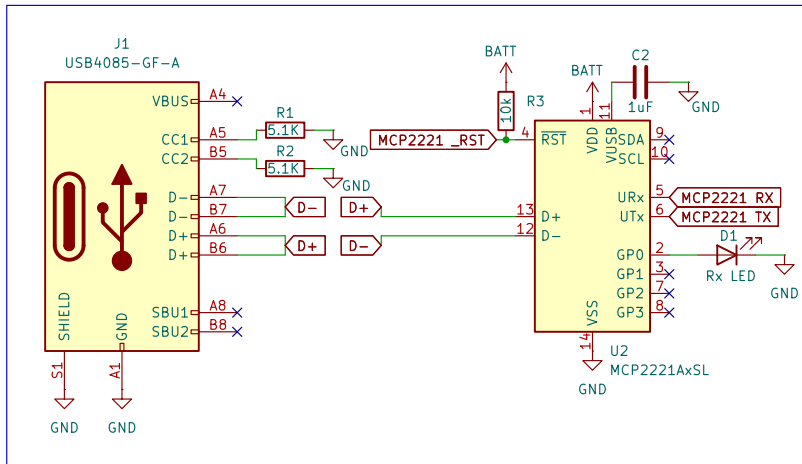 J1
USB4085-GF-A
VBUS
A4
CC1
A5
CC2
B5
D-
A7
D-
B7
D+
A6
D+
B6
SBU1
A8
SBU2
B8
SHIELD
GND
S1
A1
GND
GND
R1
5.1K
GND
R2
5.1K
GND
D-
D+
D+
D-
BATT
R3
10k
MCP2221 _RST
BATT
C2
1uF
GND
4
RST
1
VDD
11
VUSB
SDA
9
SCL
10
URx
5
MCP2221 RX
UTx
6
MCP2221 TX
13
D+
12
D-
GP0
2
D1
Rx LED
GND
GP1
3
GP2
7
GP3
8
VSS
14
GND
U2
MCP2221AxSL